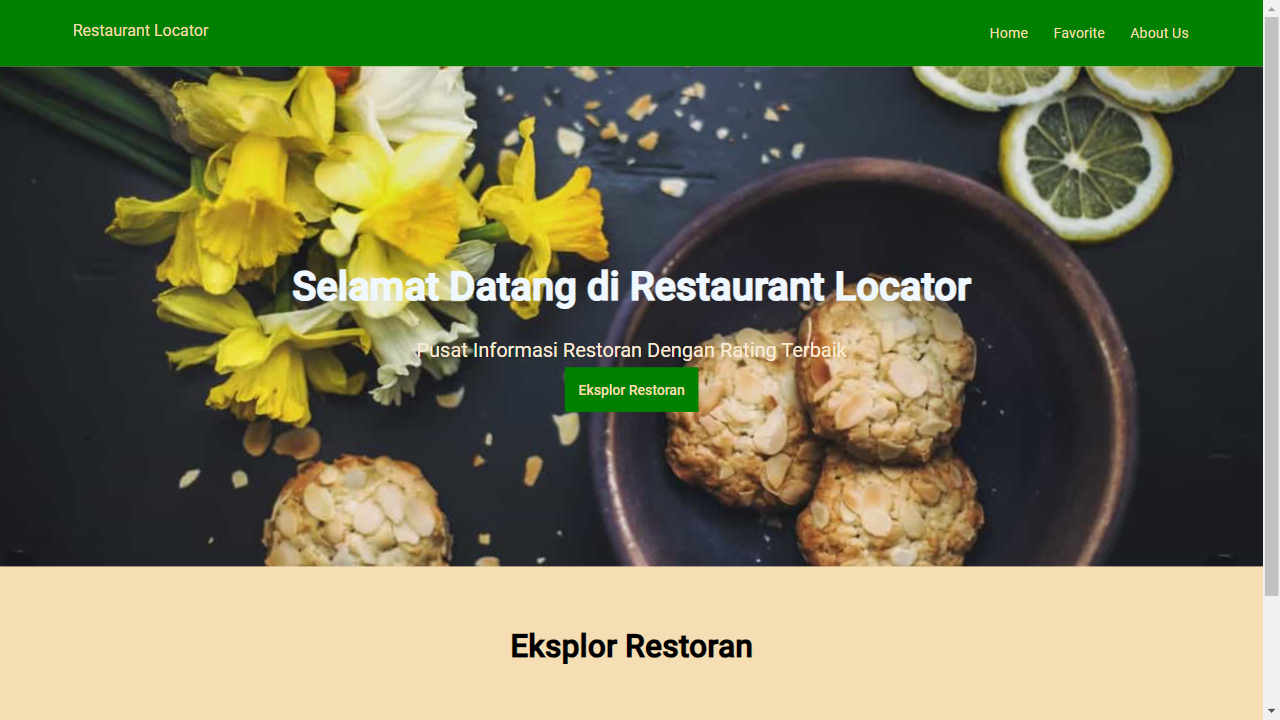 Restaurant Locator
Home Favorite About Us
Selamat Datang di Restaurant Locator
Pusat Informasi Restoran Dengan Rating Terbaik
Eksplor Restoran
Eksplor Restoran